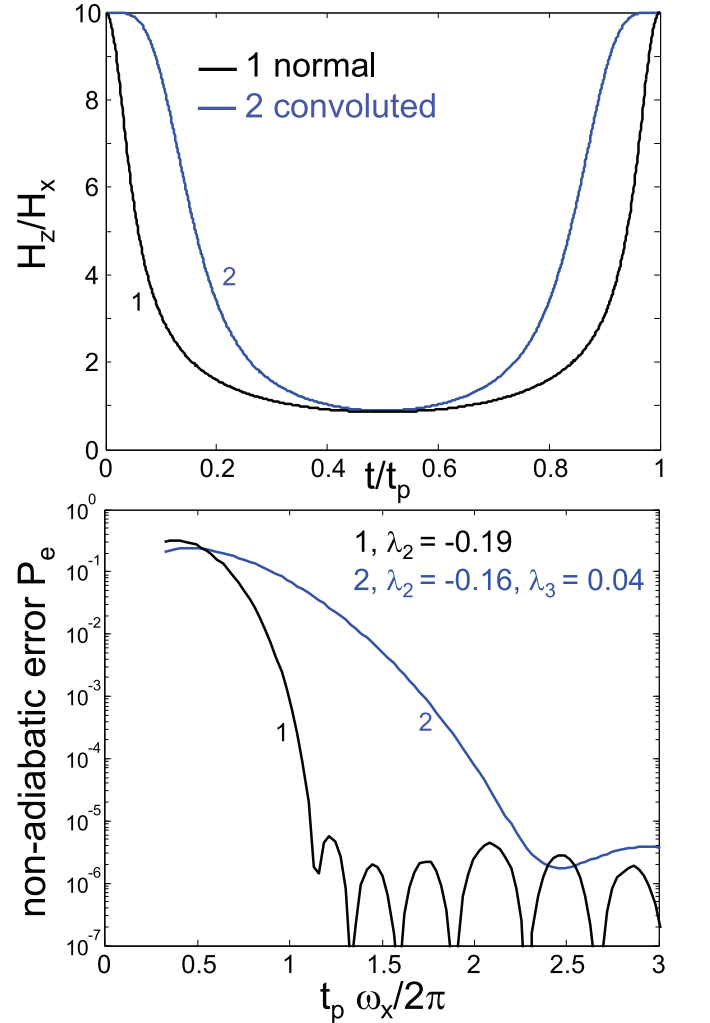 10
8
6
4
2
0
H_z/H_x
1 normal
2 convoluted
2
1
0 0.2 0.4 0.6 0.8 1
t/t_p
10^0
10^-1
10^-2
10^-3
10^-4
10^-5
10^-6
10^-7
non-adiabatic error P_e
1, λ_2 = -0.19
2, λ_2 = -0.16, λ_3 = 0.04
1
2
0 0.5 1 1.5 2 2.5 3
t_p ω_x/2π